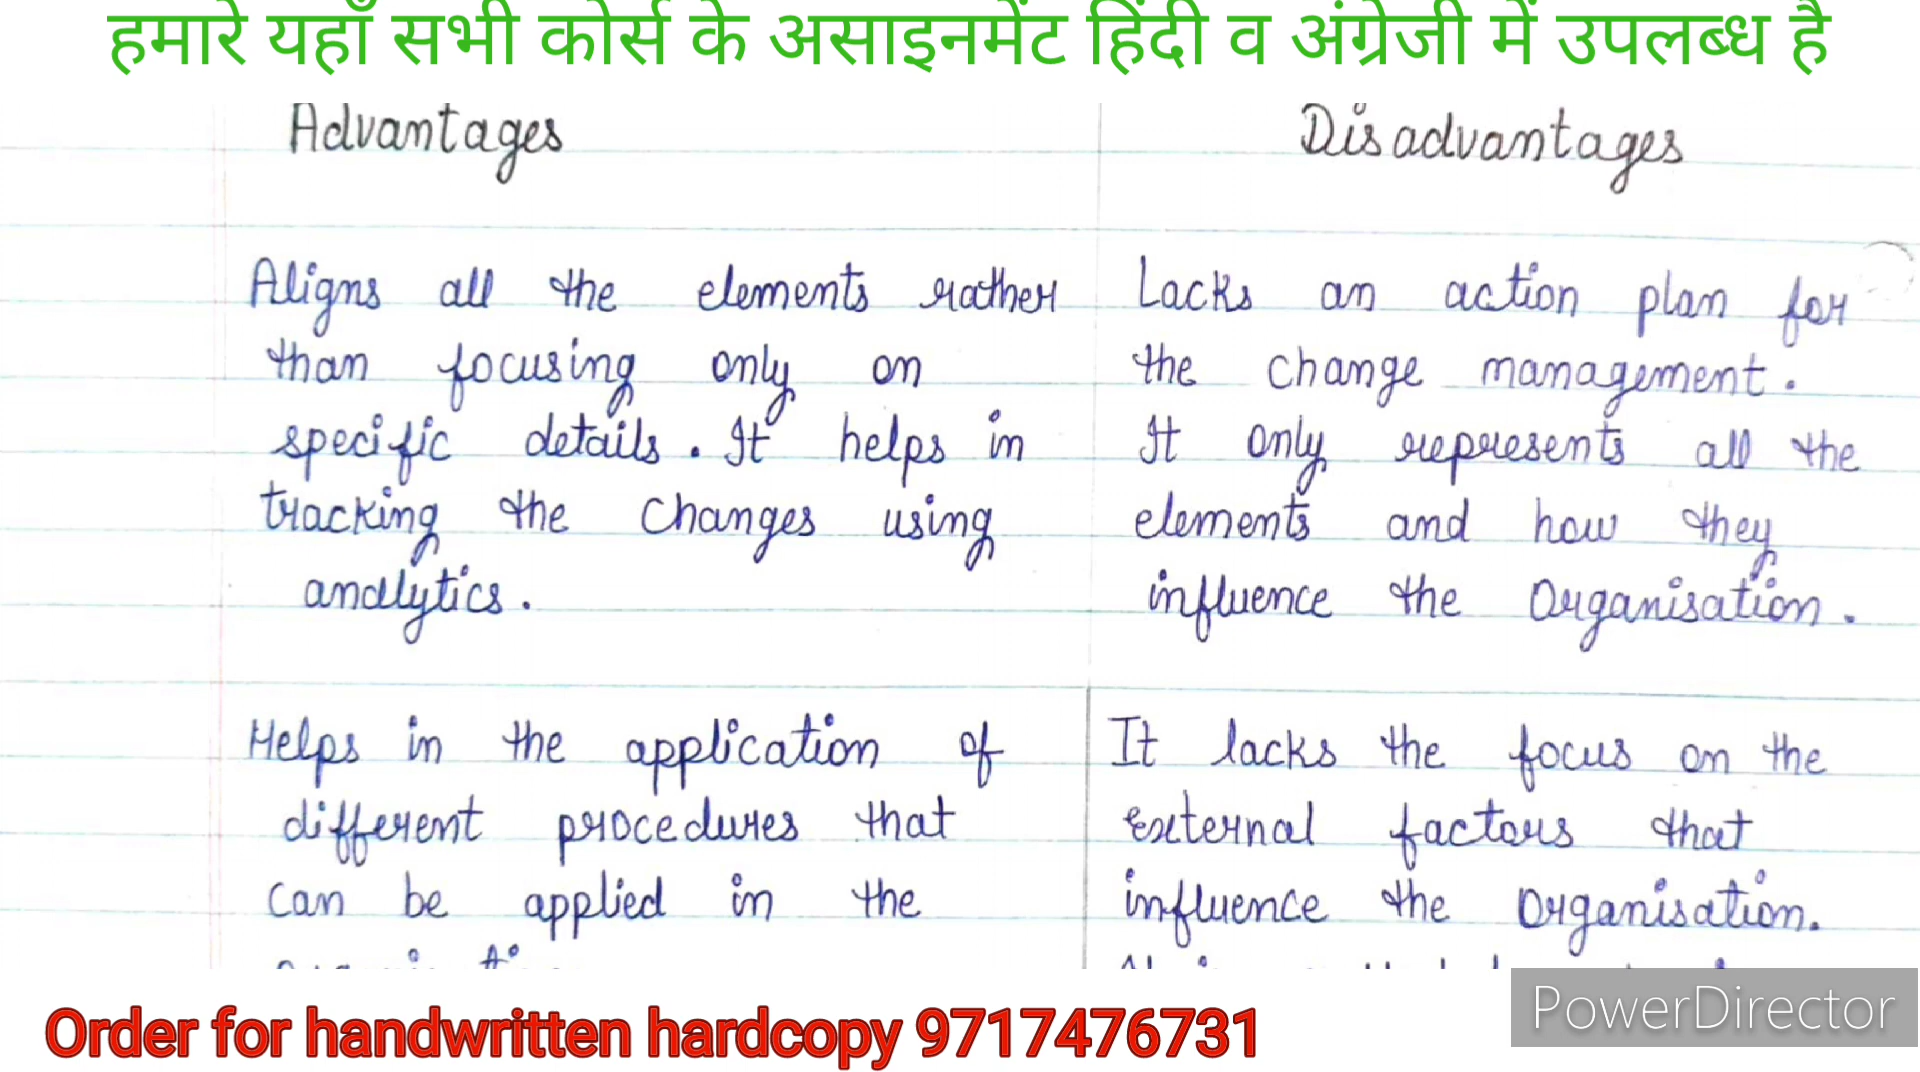 हमारे यहाँ सभी कोर्स के असाइनमेंट हिंदी व अंग्रेजी में उपलब्ध है
Advantages
Aligns all the elements rather
than focusing only on
specific details. It helps in
tracking the changes using
analytics.
Helps in the application of
different procedures that
can be applied in the
Disadvantages
Lacks an action plan for
the change management.
It only represents all the
elements and how they
influence the Organisation.
It lacks the focus on the
External factors that
influence the Organisation.
Order for handwritten hardcopy 9717476731
PowerDirector